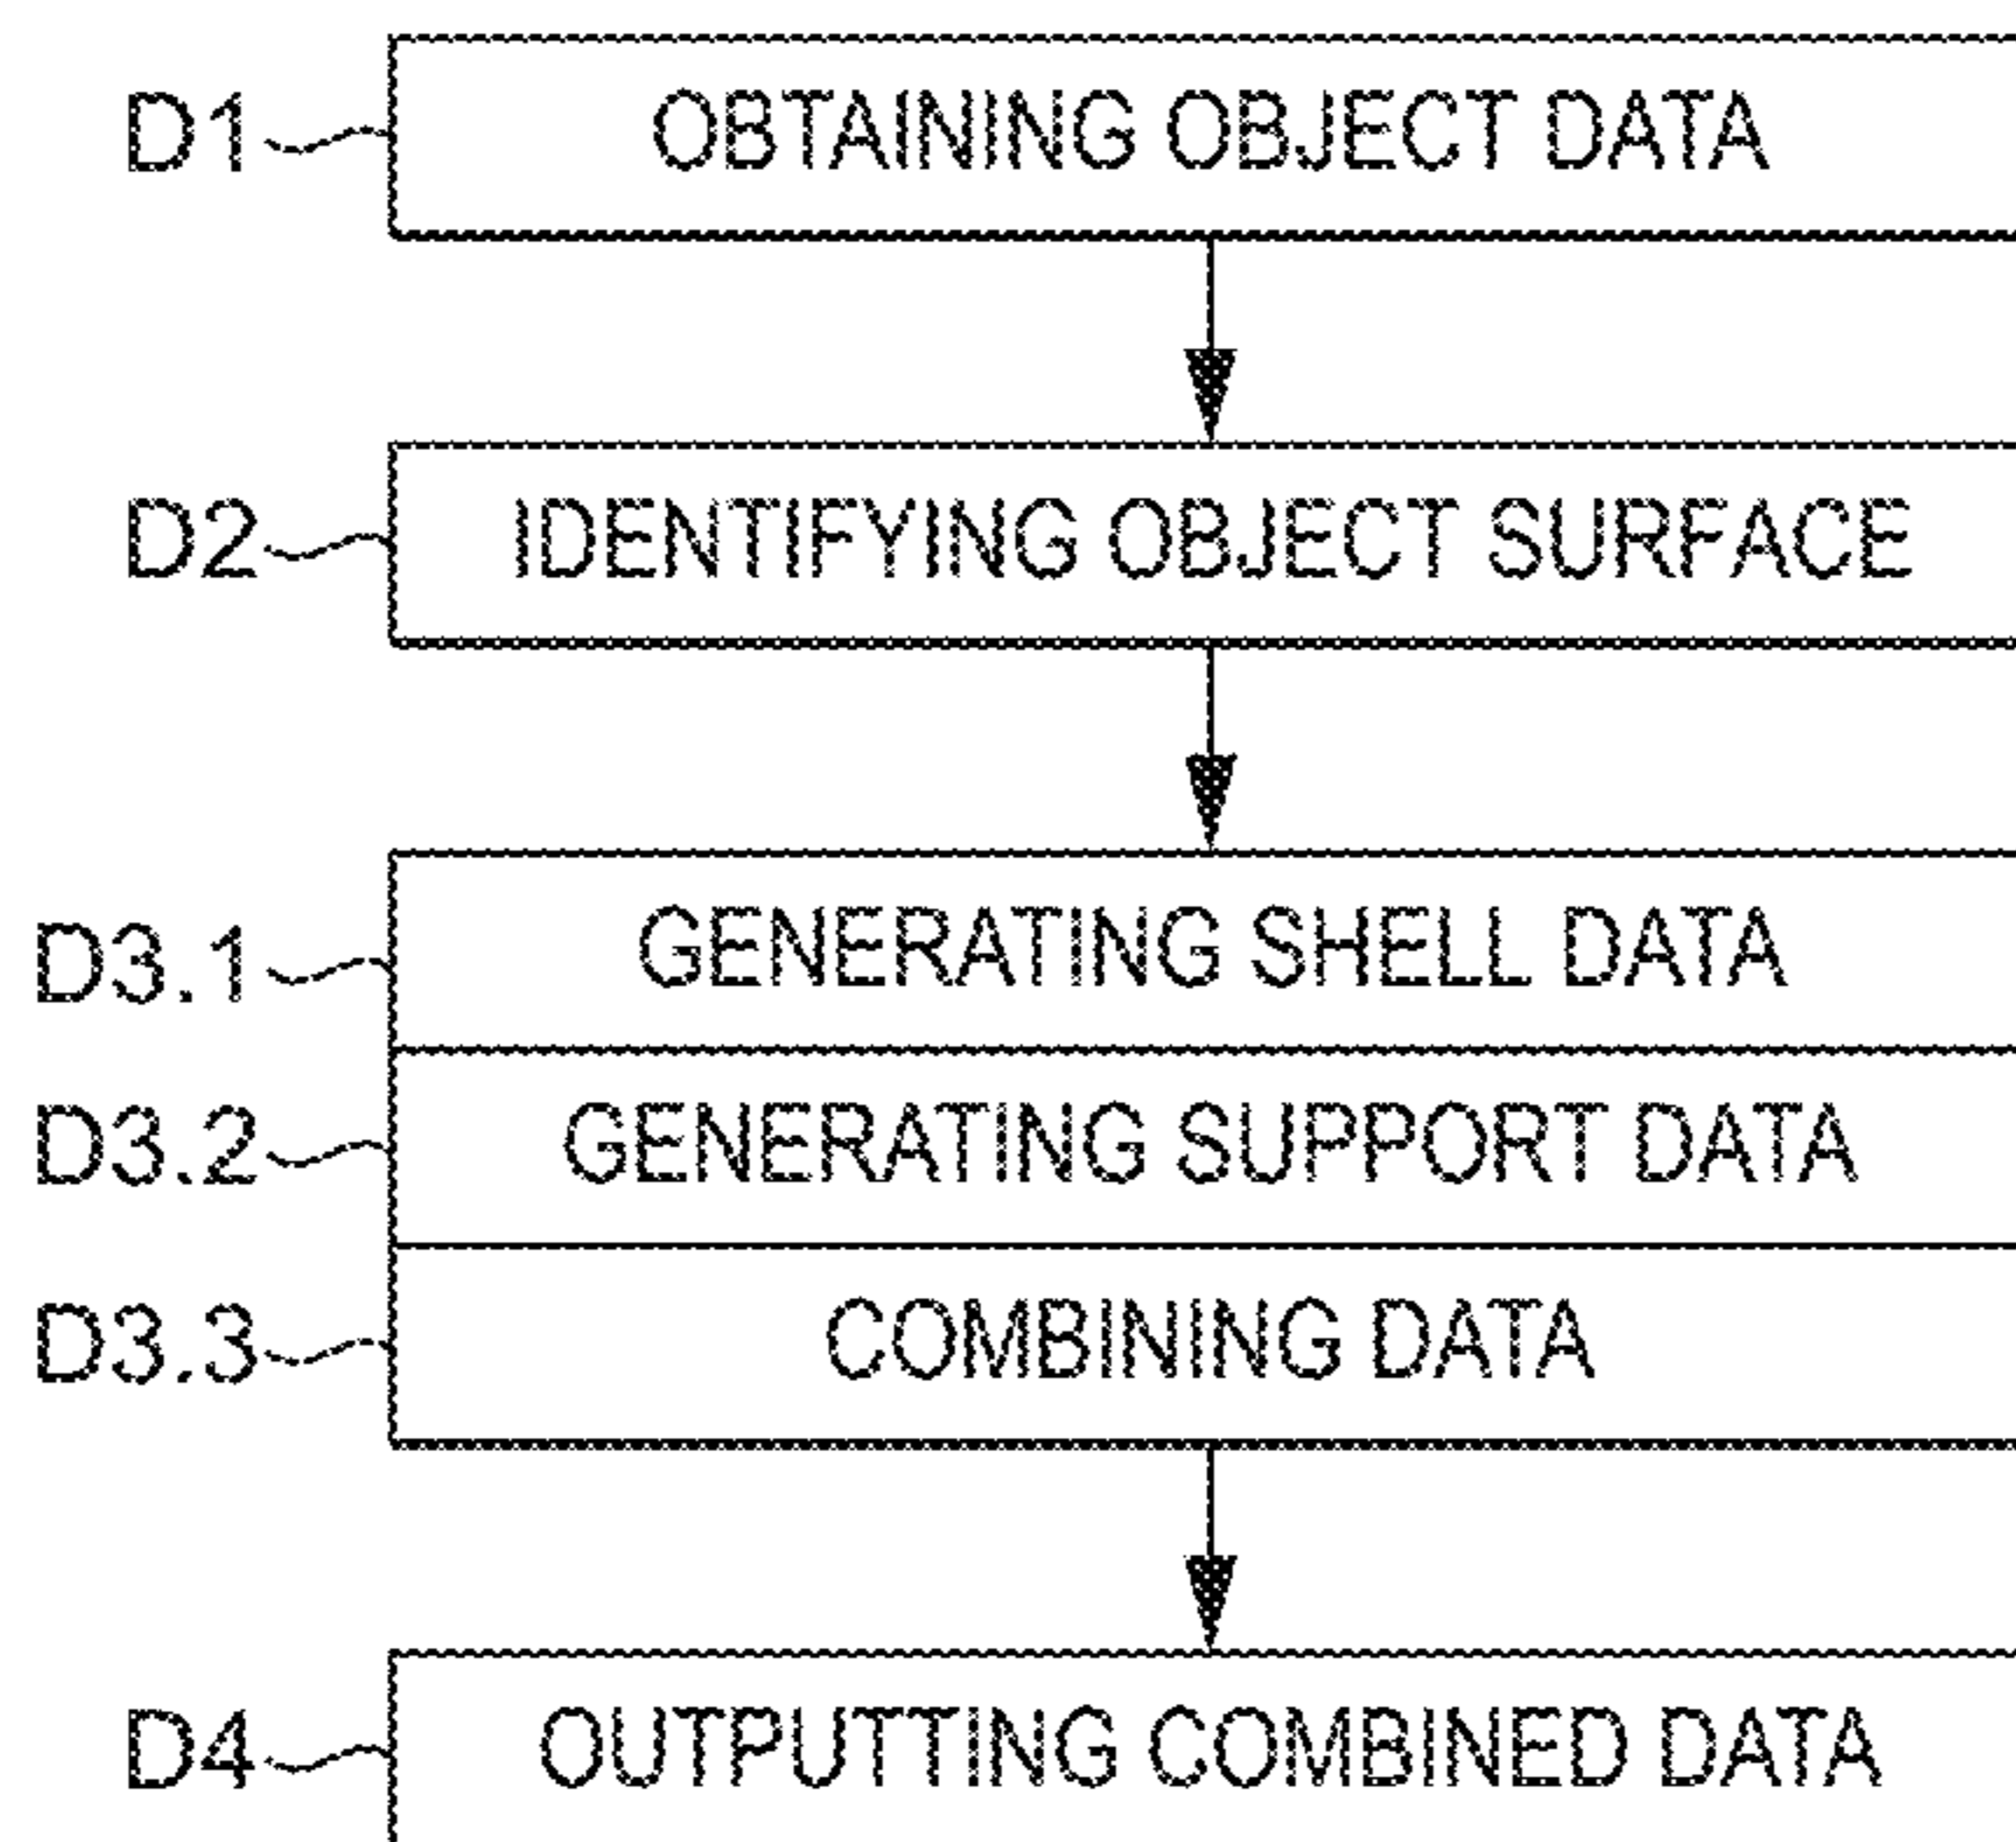 D1 OBTAINING OBJECT DATA
D2 IDENTIFYING OBJECT SURFACE
D3.1 GENERATING SHELL DATA
D3.2 GENERATING SUPPORT DATA
D3.3 COMBINING DATA
D4 OUTPUTTING COMBINED DATA